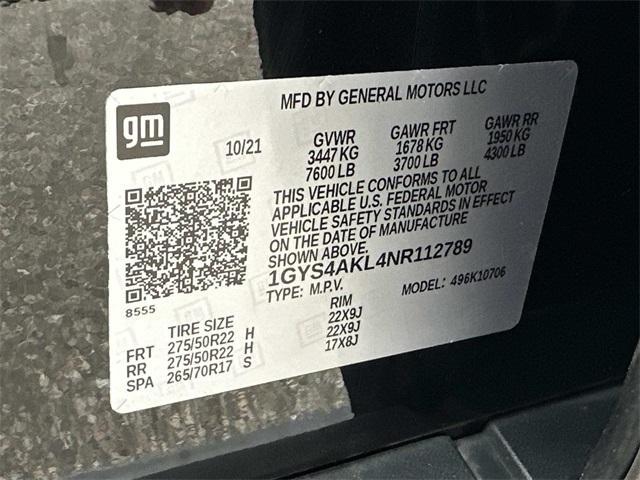 MFD BY GENERAL MOTORS LLC
gm
10/21
GVWR GAWR FRT GAWR RR
3447 KG 1678 KG 1950 KG
7600 LB 3700 LB 4300 LB
THIS VEHICLE CONFORMS TO ALL
APPLICABLE U.S. FEDERAL MOTOR
VEHICLE SAFETY STANDARDS IN EFFECT
ON THE DATE OF MANUFACTURE
SHOWN ABOVE.
1GYS4AKL4NR112789
TYPE: M.P.V. MODEL: 496K10706
8555
TIRE SIZE RIM
FRT 275/50R22 H 22X9J
RR 275/50R22 H 22X9J
SPA 265/70R17 S 17X8J